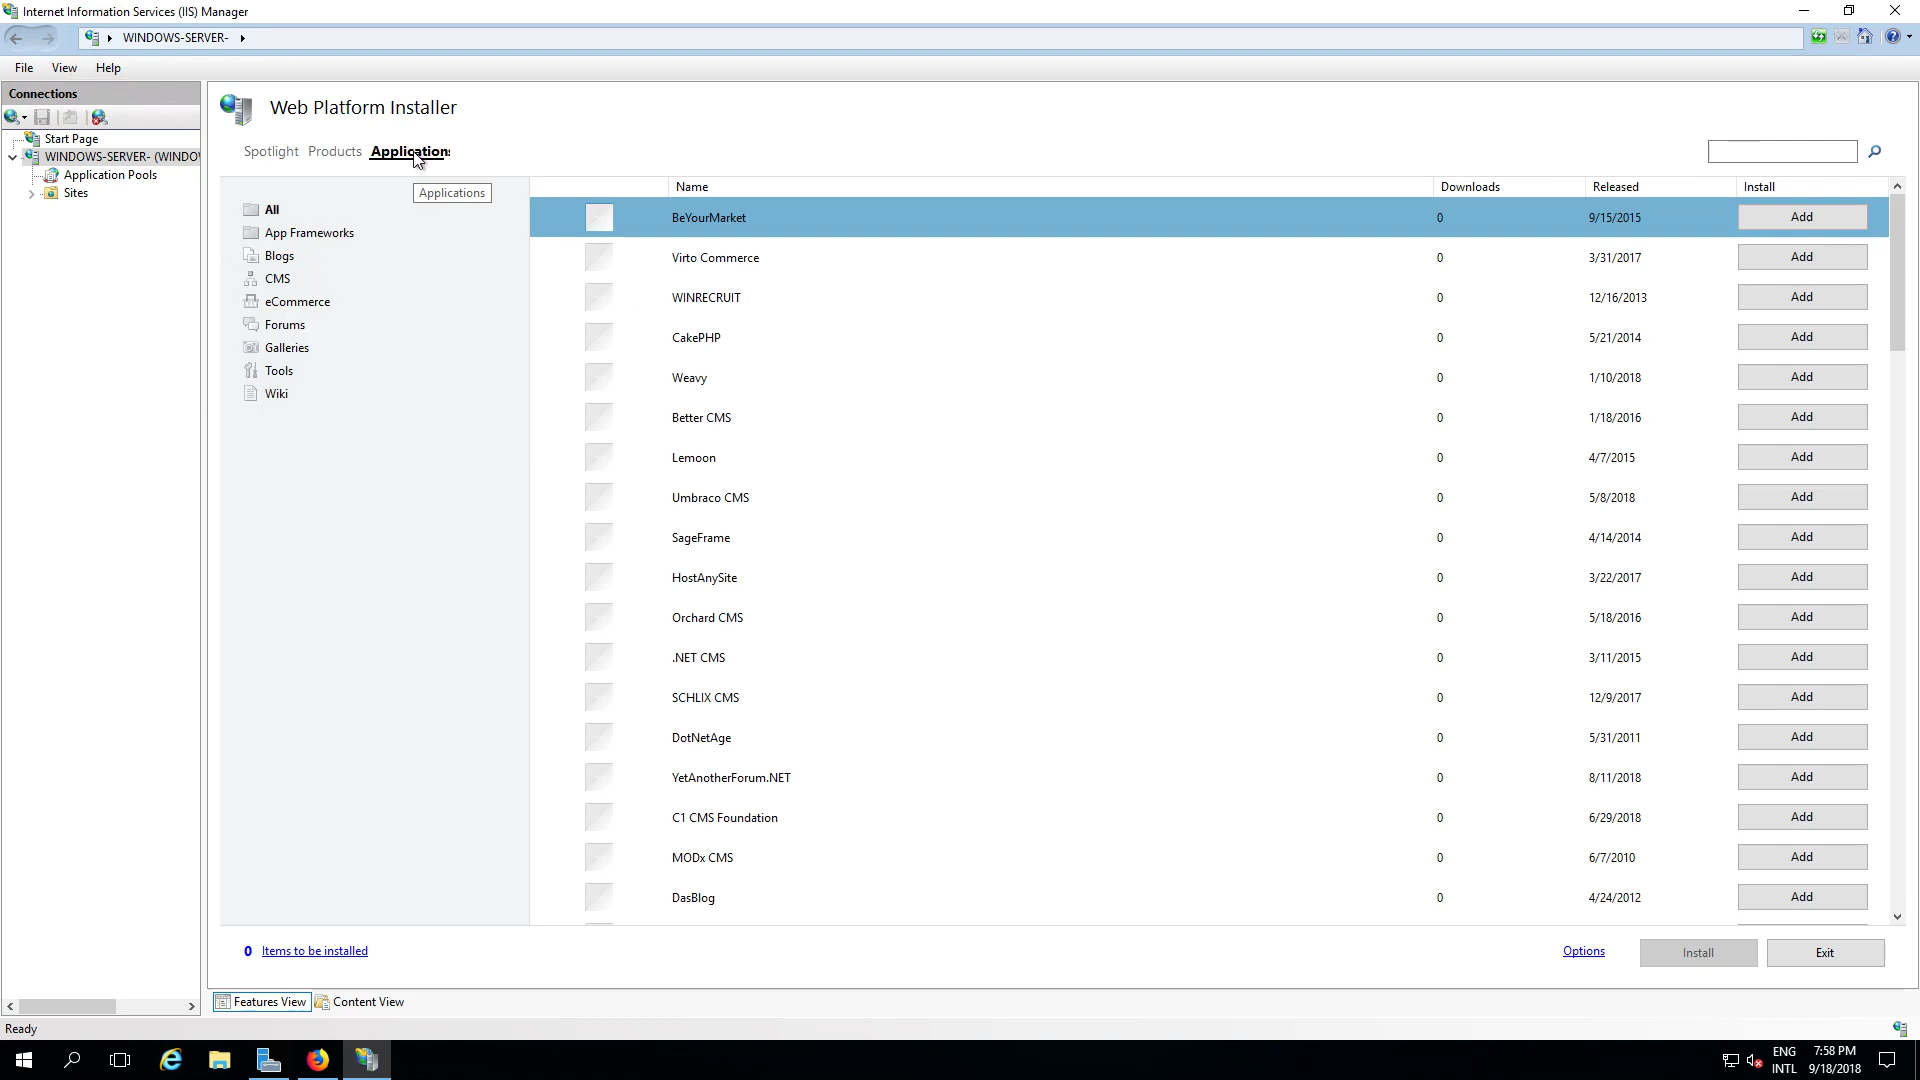 Internet Information Services (IIS) Manager
WINDOWS-SERVER-
File View Help
Connections
Start Page
WINDOWS-SERVER- (WINDO
Application Pools
Sites
Web Platform Installer
Spotlight Products Applications
Applications
All
App Frameworks
Blogs
CMS
eCommerce
Forums
Galleries
Tools
Wiki
Name Downloads Released Install
BeYourMarket 0 9/15/2015 Add
Virto Commerce 0 3/31/2017 Add
WINRECRUIT 0 12/16/2013 Add
CakePHP 0 5/21/2014 Add
Weavy 0 1/10/2018 Add
Better CMS 0 1/18/2016 Add
Lemoon 0 4/7/2015 Add
Umbraco CMS 0 5/8/2018 Add
SageFrame 0 4/14/2014 Add
HostAnySite 0 3/22/2017 Add
Orchard CMS 0 5/18/2016 Add
.NET CMS 0 3/11/2015 Add
SCHLIX CMS 0 12/9/2017 Add
DotNetAge 0 5/31/2011 Add
YetAnotherForum.NET 0 8/11/2018 Add
C1 CMS Foundation 0 6/29/2018 Add
MODx CMS 0 6/7/2010 Add
DasBlog 0 4/24/2012 Add
0 Items to be installed Options Install Exit
Features View Content View
Ready
ENG 7:58 PM
INTL 9/18/2018